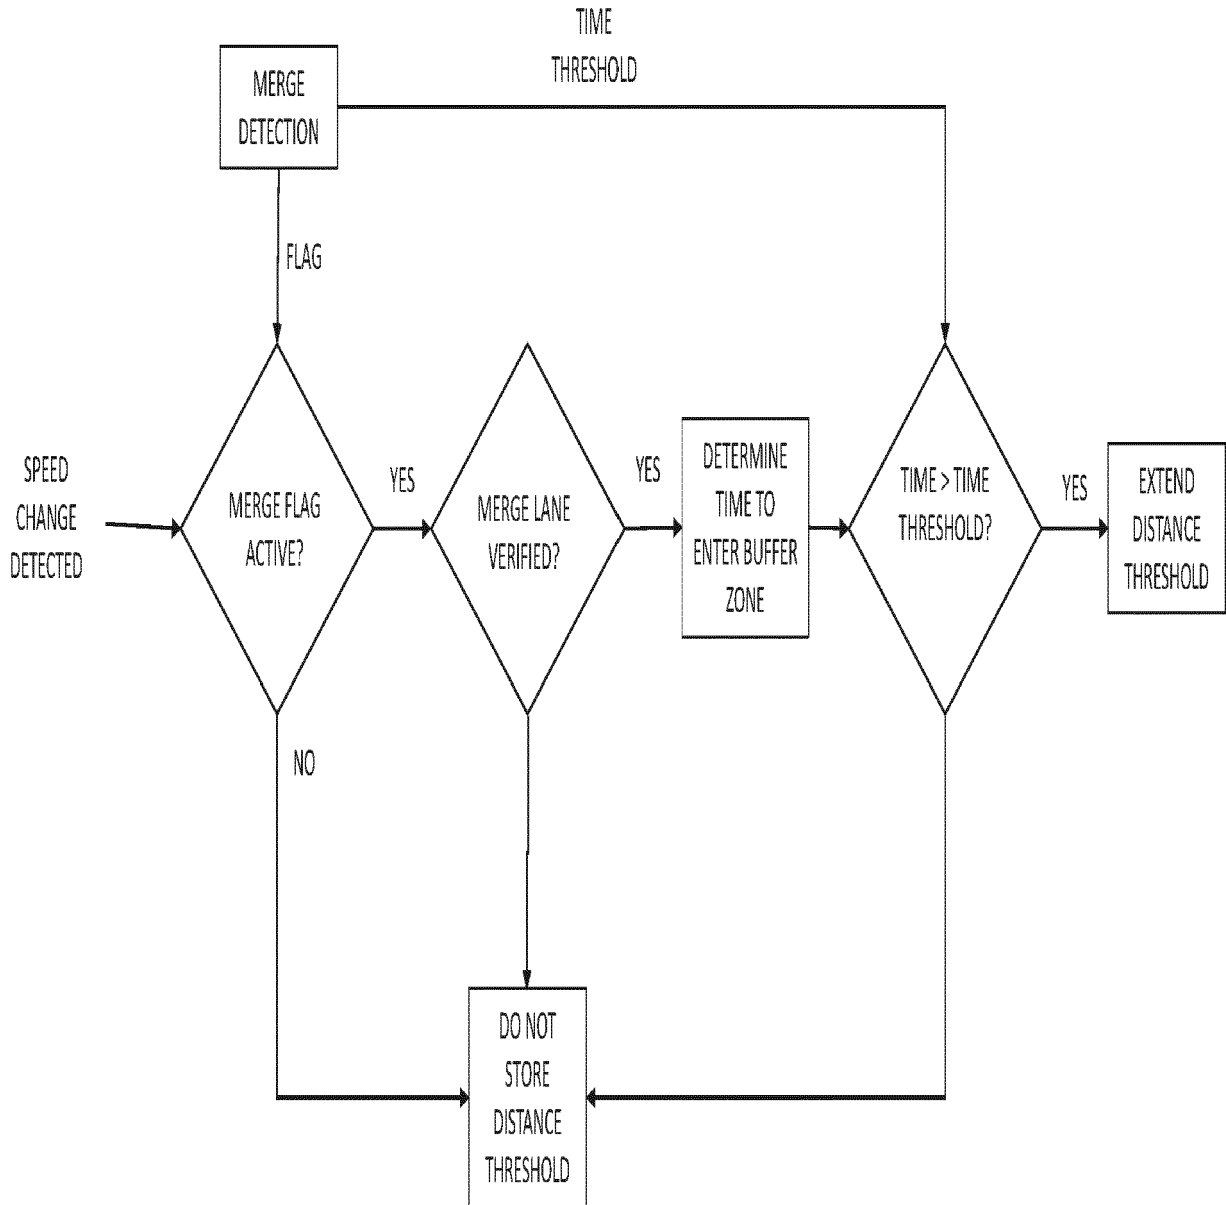 TIME
THRESHOLD
MERGE
DETECTION
FLAG
SPEED
CHANGE
DETECTED
MERGE FLAG
ACTIVE?
YES
MERGE LANE
VERIFIED?
YES
DETERMINE
TIME TO
ENTER BUFFER
ZONE
TIME > TIME
THRESHOLD?
YES
EXTEND
DISTANCE
THRESHOLD
NO
DO NOT
STORE
DISTANCE
THRESHOLD